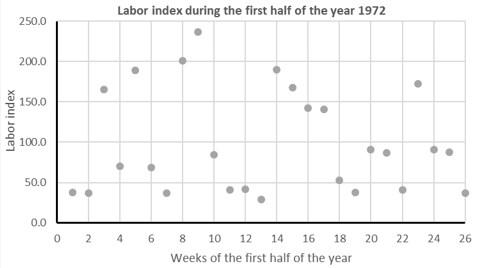 Labor index during the first half of the year 1972
250.0
200.0
150.0
100.0
50.0
0.0
Labor index
0 2 4 6 8 10 12 14 16 18 20 22 24 26
Weeks of the first half of the year